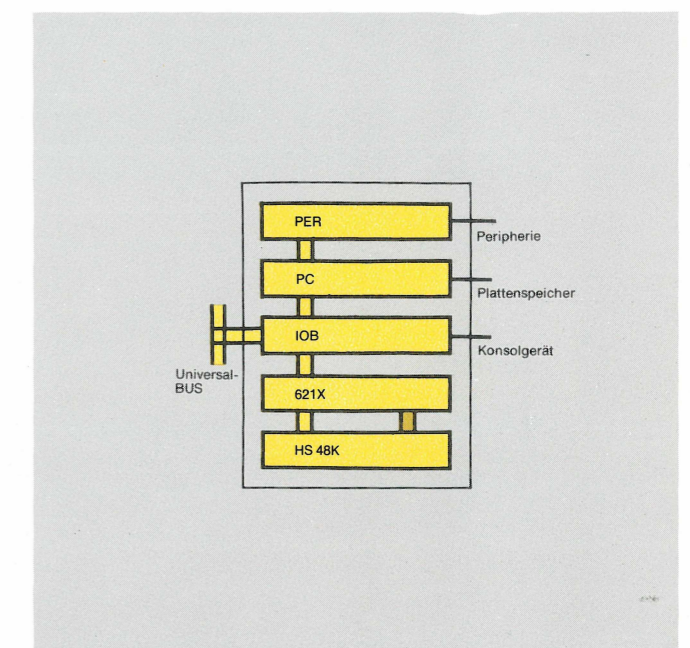 PER
Peripherie
PC
Plattenspeicher
IOB
Konsolgerät
Universal-
BUS
621X
HS 48K